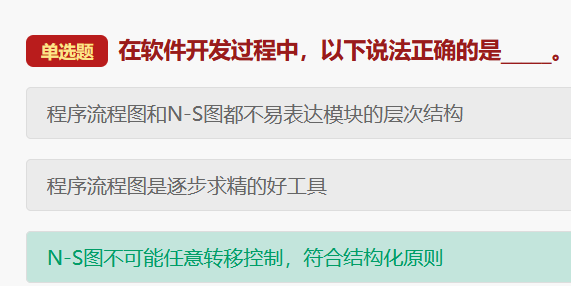 单选题 在软件开发过程中，以下说法正确的是_____。
程序流程图和N-S图都不易表达模块的层次结构
程序流程图是逐步求精的好工具
N-S图不可能任意转移控制，符合结构化原则